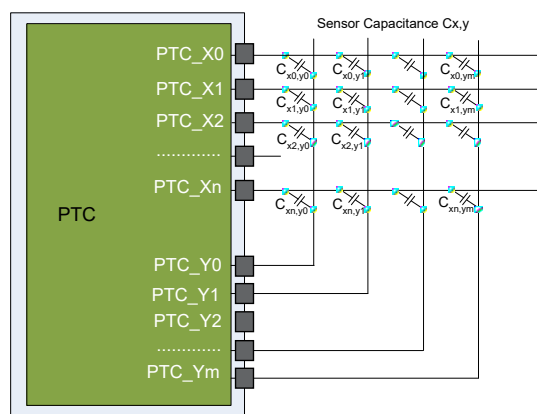 Sensor Capacitance Cx,y
PTC_X0
Cx0,y0 Cx0,y1 Cx0,ym
PTC_X1
Cx1,y0 Cx1,y1 Cx1,ym
PTC_X2
Cx2,y0 Cx2,y1
.............
PTC_Xn
Cxn,y0 Cxn,y1 Cxn,ym
PTC
PTC_Y0
PTC_Y1
PTC_Y2
.............
PTC_Ym